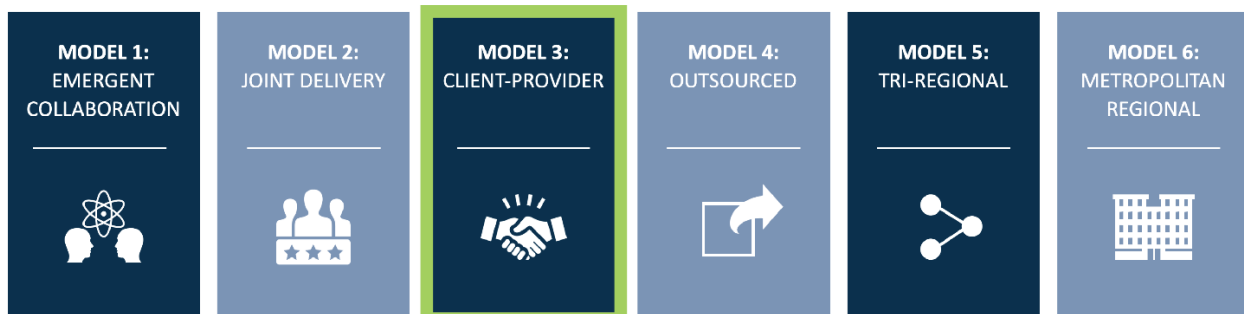 MODEL 1:
EMERGENT
COLLABORATION
MODEL 2:
JOINT DELIVERY
MODEL 3:
CLIENT-PROVIDER
MODEL 4:
OUTSOURCED
MODEL 5:
TRI-REGIONAL
MODEL 6:
METROPOLITAN
REGIONAL